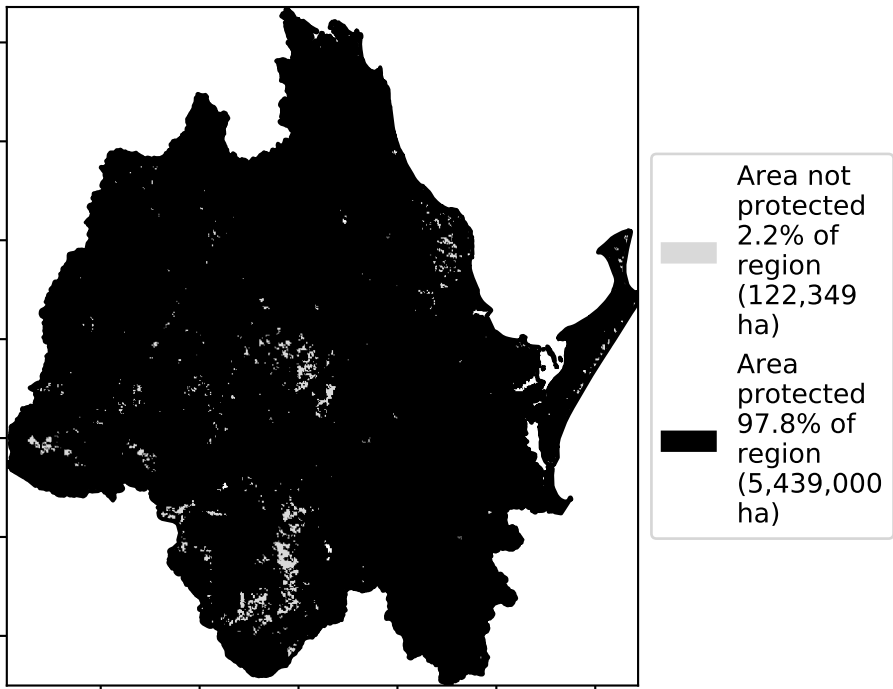 Area not
protected
2.2% of
region
(122,349
ha)
Area
protected
97.8% of
region
(5,439,000
ha)